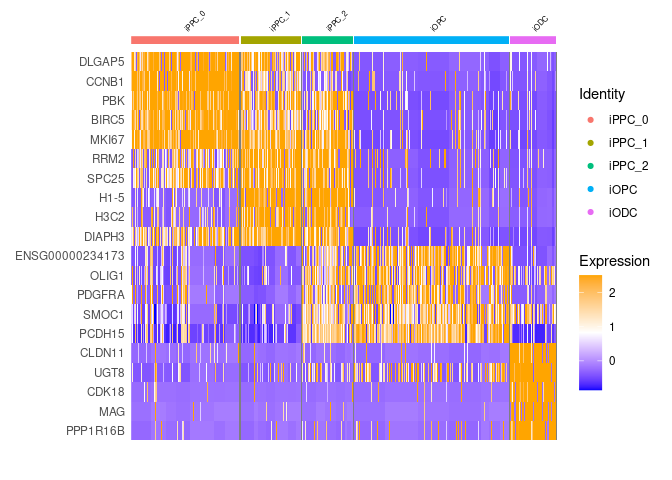 iPPC_0 iPPC_1 iPPC_2 iOPC iODC
DLGAP5
CCNB1
PBK
BIRC5
MKI67
RRM2
SPC25
H1-5
H3C2
DIAPH3
ENSG00000234173
OLIG1
PDGFRA
SMOC1
PCDH15
CLDN11
UGT8
CDK18
MAG
PPP1R16B
Identity
iPPC_0
iPPC_1
iPPC_2
iOPC
iODC
Expression
2
1
0